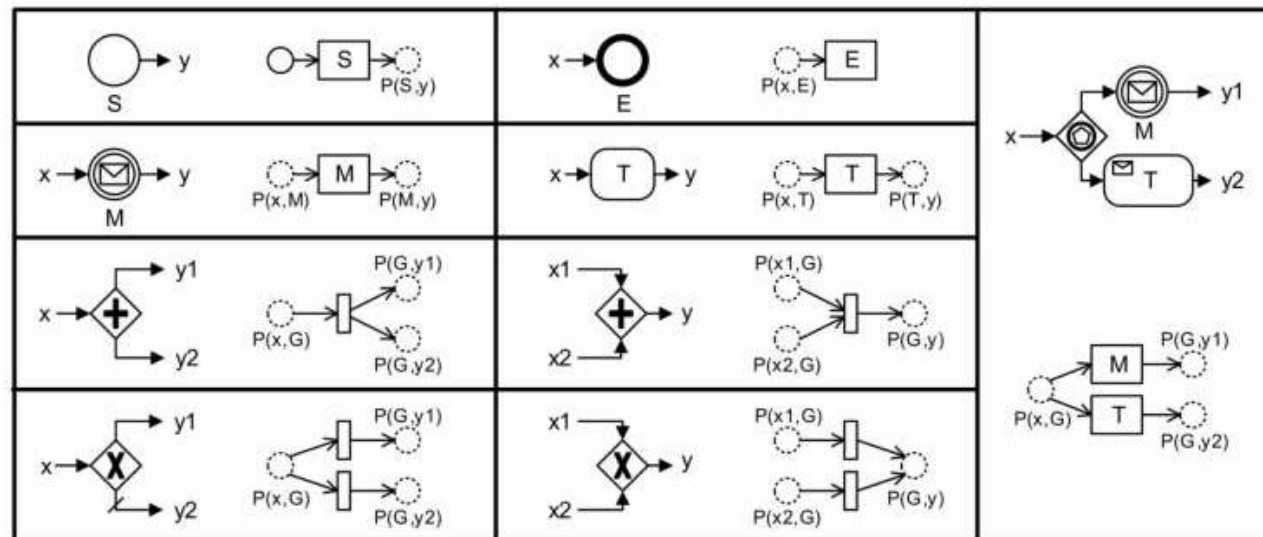 y
S
S
P(S,y)
x
E
P(x,E)
E
x
y
M
P(x,M)
M
P(M,y)
x
T
y
P(x,T)
T
P(T,y)
x
y1
y2
P(x,G)
P(G,y1)
P(G,y2)
x1
x2
y
P(x1,G)
P(x2,G)
P(G,y)
x
X
y1
y2
P(x,G)
P(G,y1)
P(G,y2)
x1
x2
X
y
P(x1,G)
P(x2,G)
P(G,y)
x
M
y1
T
y2
P(x,G)
M
T
P(G,y1)
P(G,y2)